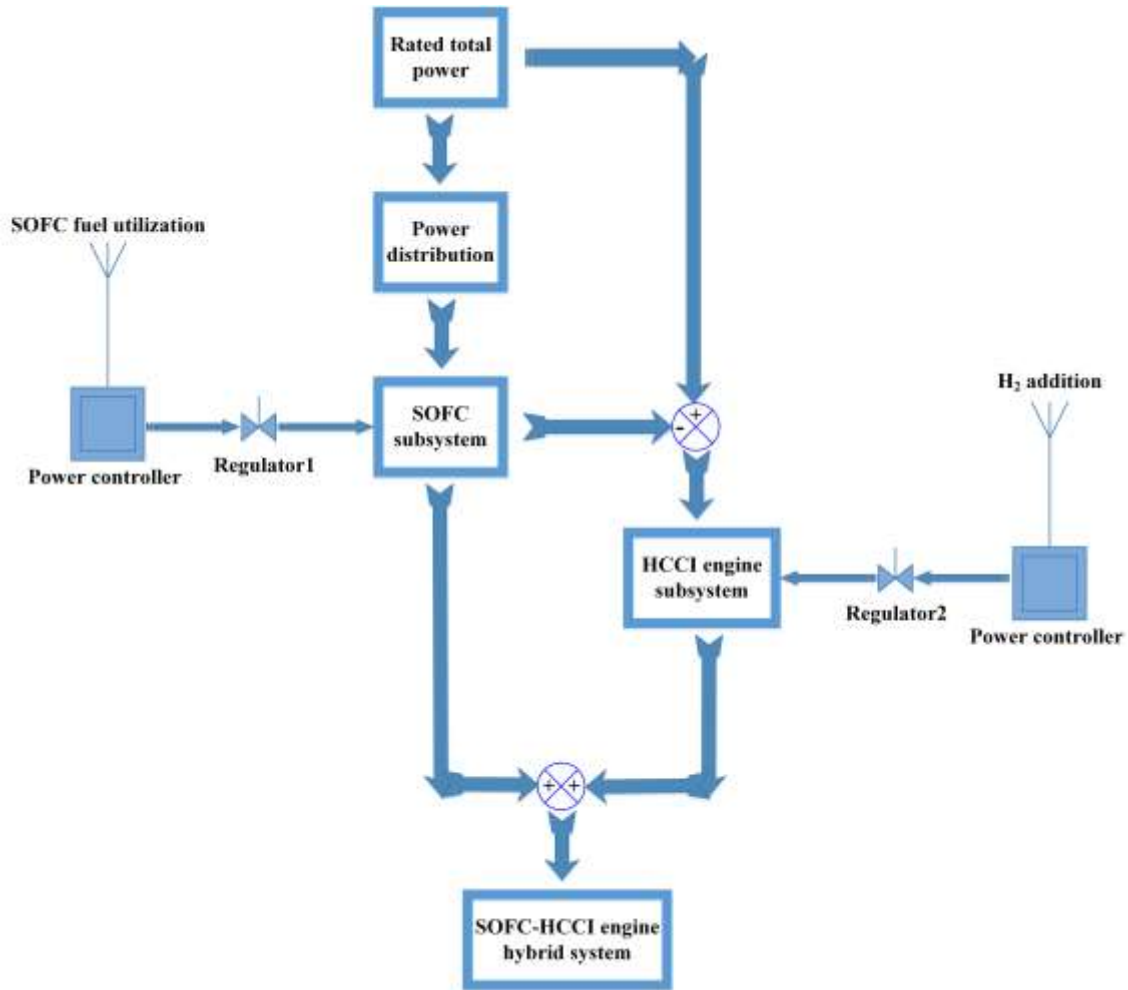 Rated total
power
SOFC fuel utilization
Power
distribution
H₂ addition
SOFC
subsystem
- +
Power controller
Regulator1
HCCI engine
subsystem
Regulator2
Power controller
+ +
SOFC-HCCI engine
hybrid system